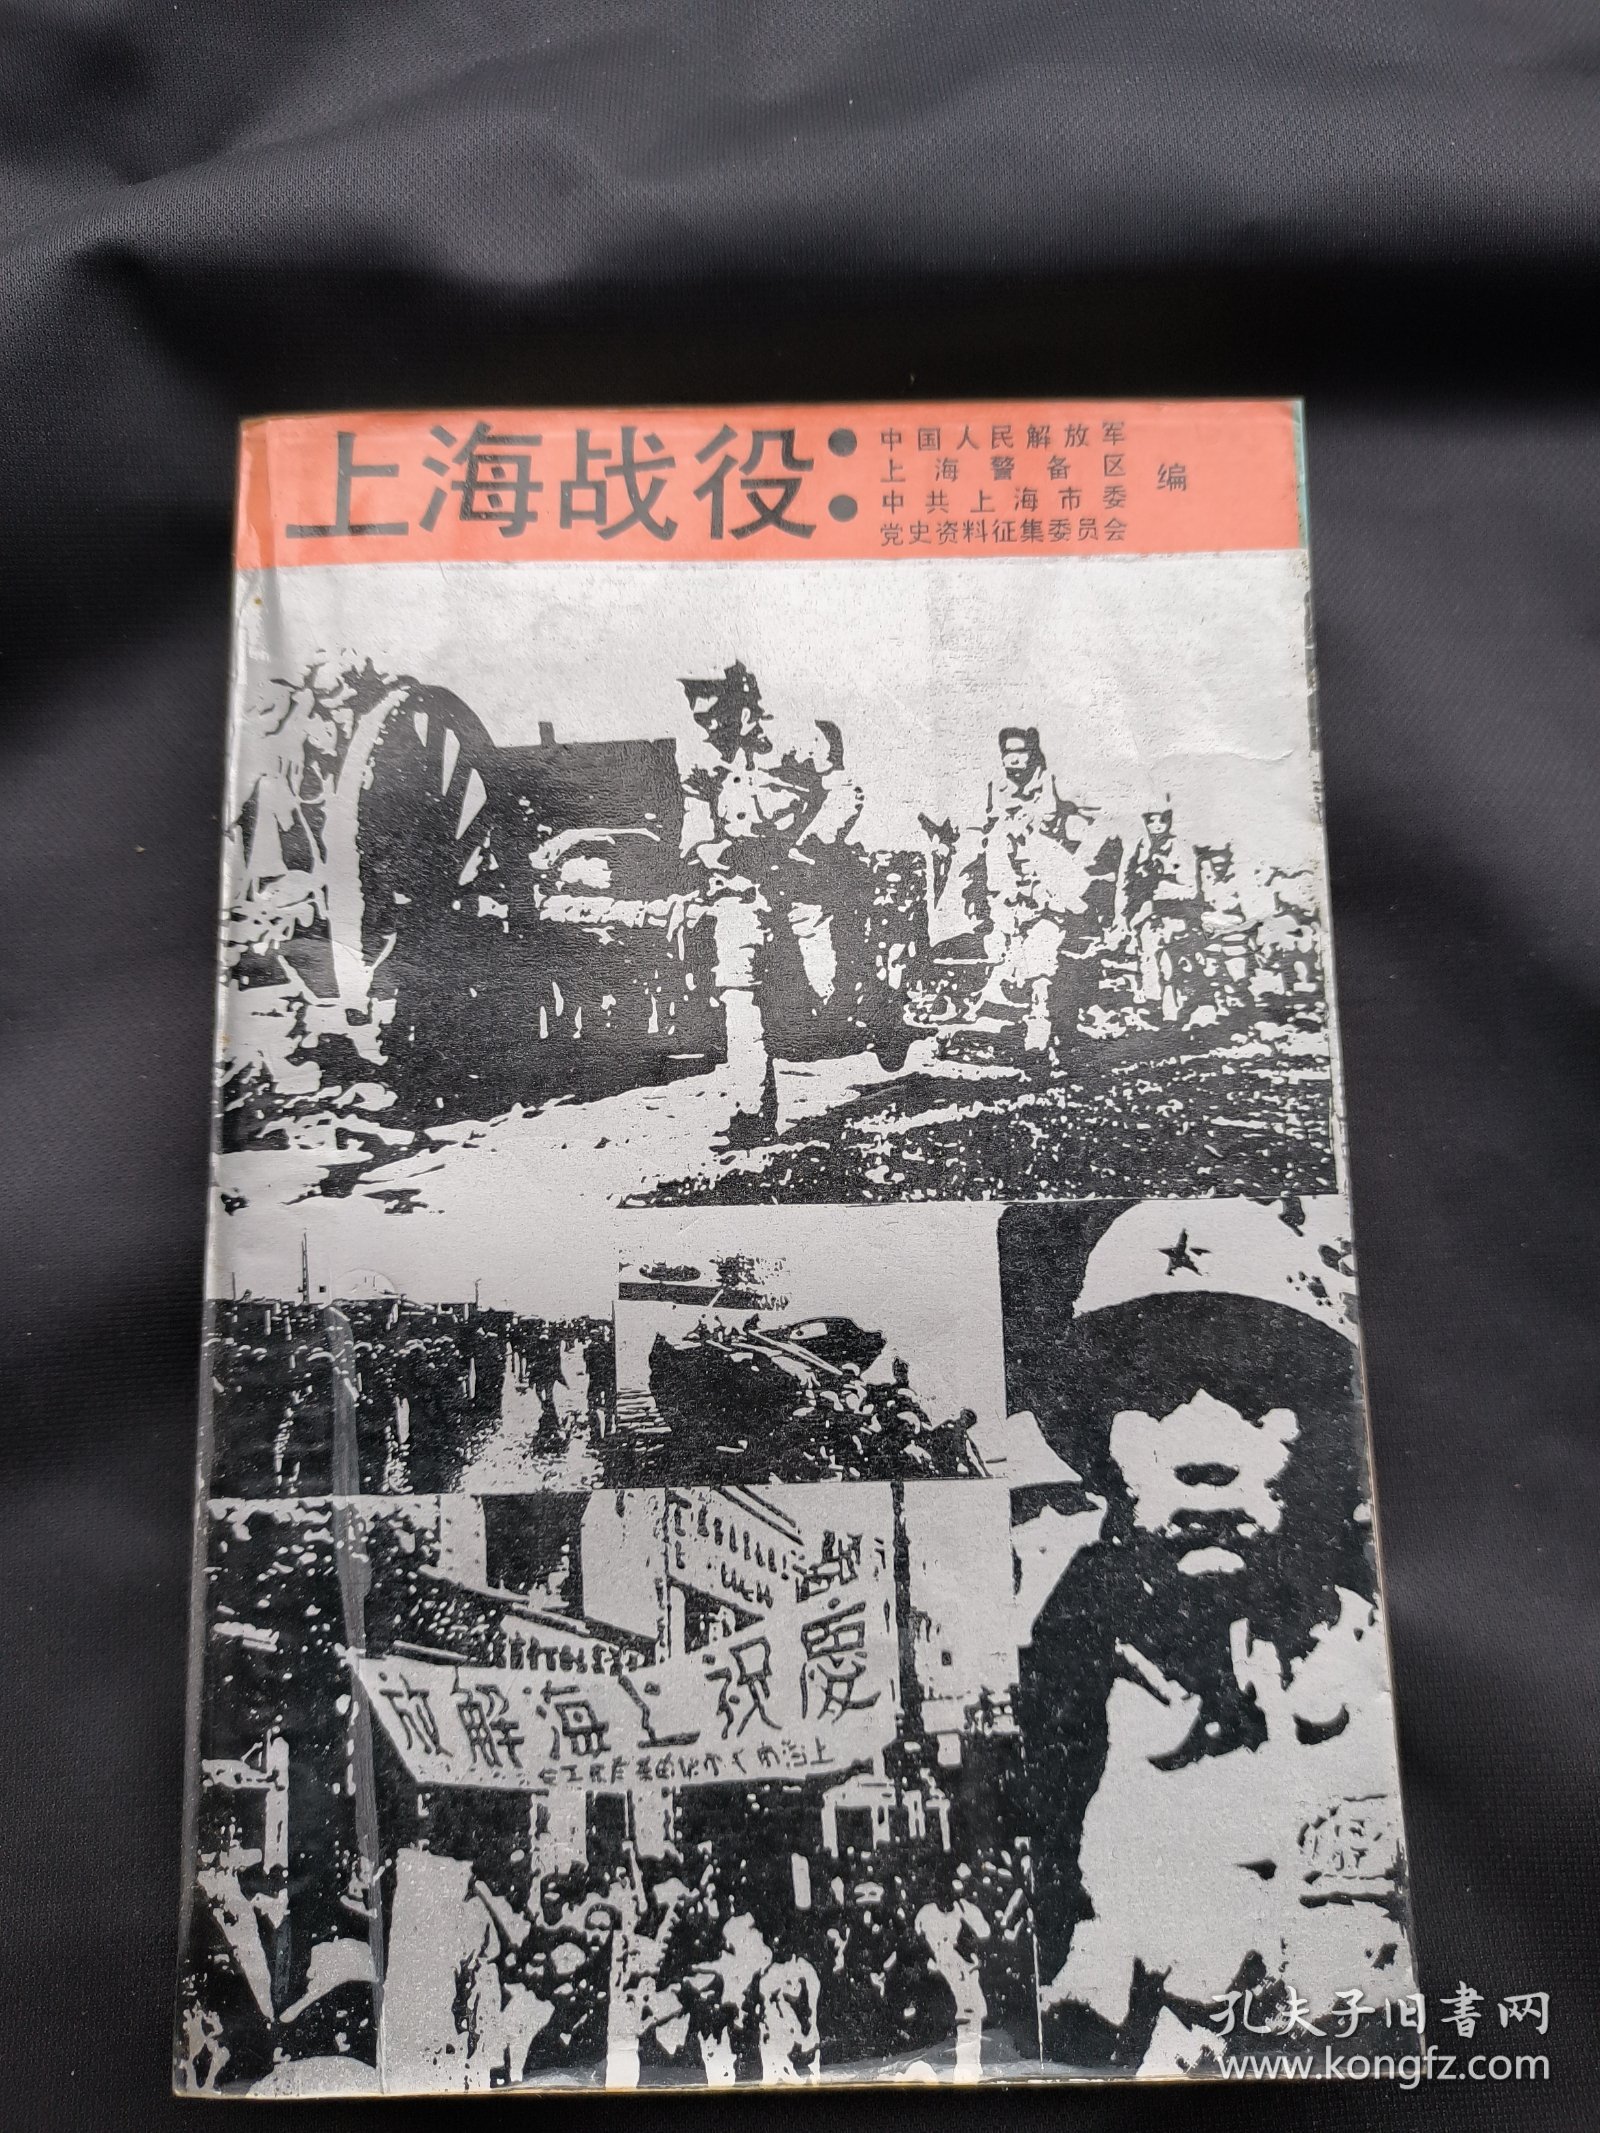 上海战役:
中国人民解放军
上海警备区
中共上海市委
党史资料征集委员会
编
放解海上祝慶
孔夫子旧書网
www.kongfz.com